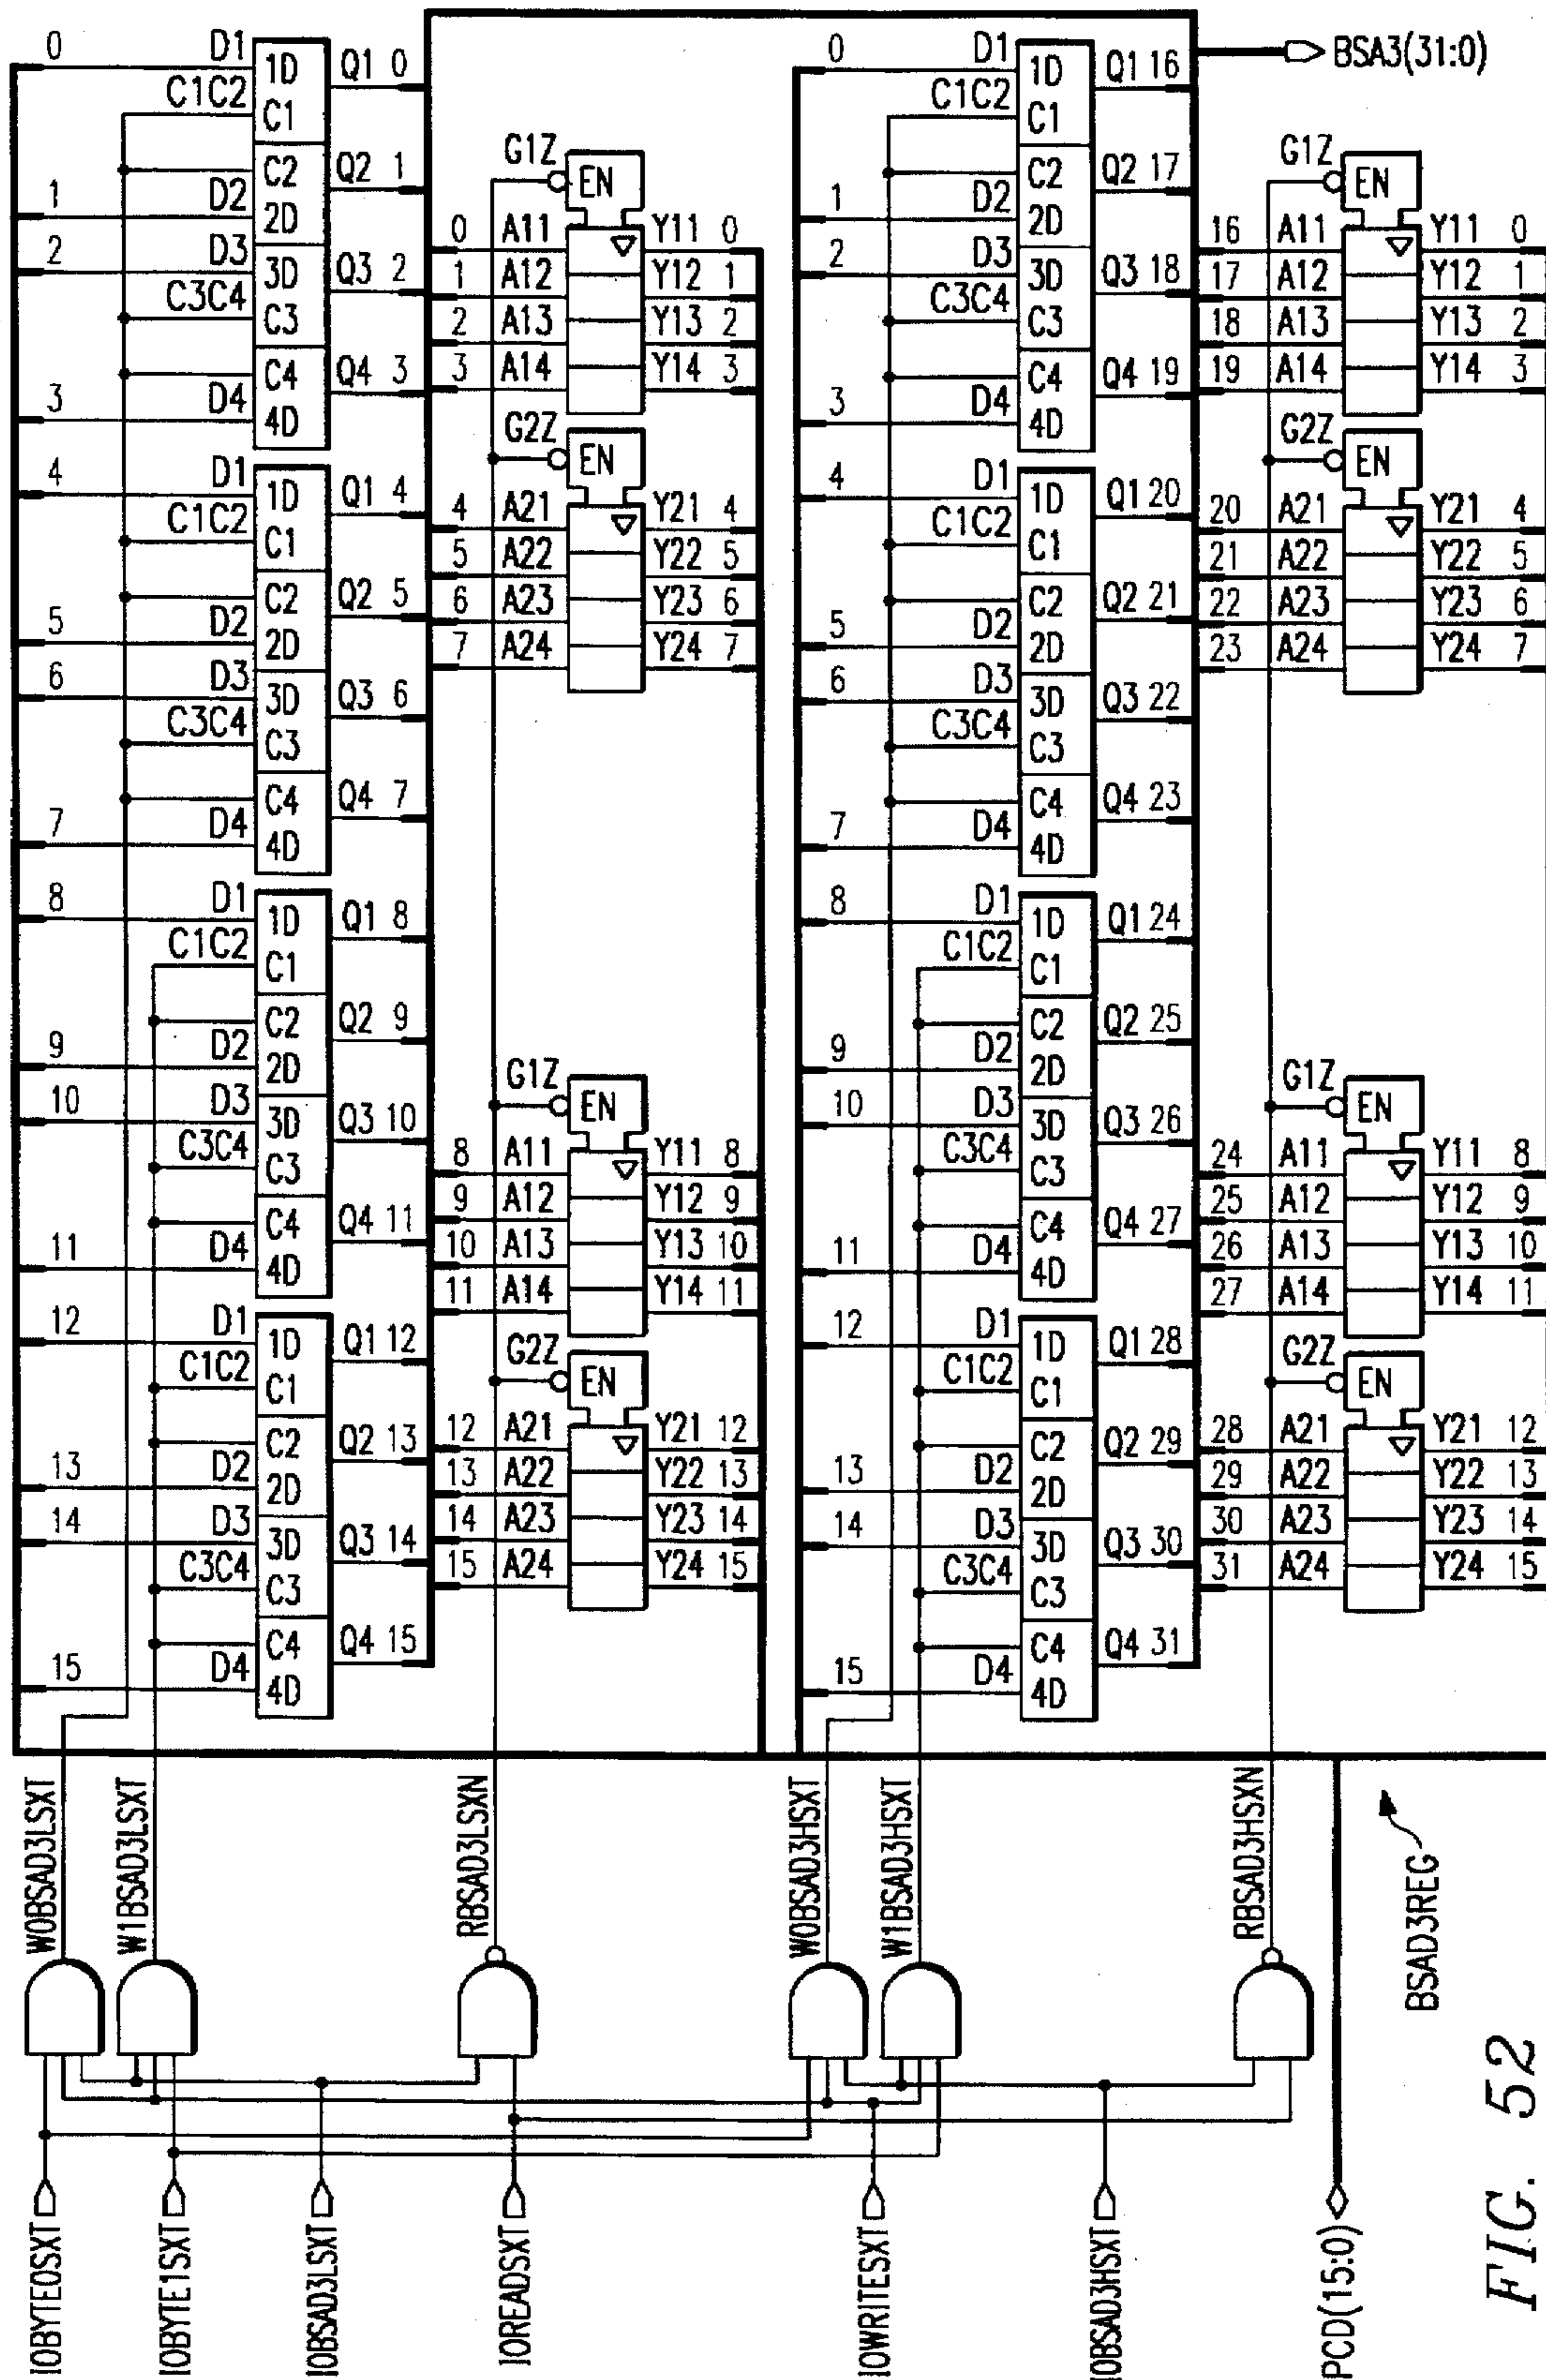 0 D1 1D Q1 0
C1C2 C1
C2 Q2 1
1 D2 2D
2 D3 3D Q3 2
C3C4 C3
C4 Q4 3
3 D4 4D
4 D1 1D Q1 4
C1C2 C1
C2 Q2 5
5 D2 2D
6 D3 3D Q3 6
C3C4 C3
C4 Q4 7
7 D4 4D
8 D1 1D Q1 8
C1C2 C1
C2 Q2 9
9 D2 2D
10 D3 3D Q3 10
C3C4 C3
C4 Q4 11
11 D4 4D
12 D1 1D Q1 12
C1C2 C1
C2 Q2 13
13 D2 2D
14 D3 3D Q3 14
C3C4 C3
C4 Q4 15
15 D4 4D
G1Z EN
0 A11 Y11 0
1 A12 Y12 1
2 A13 Y13 2
3 A14 Y14 3
G2Z EN
4 A21 Y21 4
5 A22 Y22 5
6 A23 Y23 6
7 A24 Y24 7
G1Z EN
8 A11 Y11 8
9 A12 Y12 9
10 A13 Y13 10
11 A14 Y14 11
G2Z EN
12 A21 Y21 12
13 A22 Y22 13
14 A23 Y23 14
15 A24 Y24 15
0 D1 1D Q1 16
C1C2 C1
C2 Q2 17
1 D2 2D
2 D3 3D Q3 18
C3C4 C3
C4 Q4 19
3 D4 4D
4 D1 1D Q1 20
C1C2 C1
C2 Q2 21
5 D2 2D
6 D3 3D Q3 22
C3C4 C3
C4 Q4 23
7 D4 4D
8 D1 1D Q1 24
C1C2 C1
C2 Q2 25
9 D2 2D
10 D3 3D Q3 26
C3C4 C3
C4 Q4 27
11 D4 4D
12 D1 1D Q1 28
C1C2 C1
C2 Q2 29
13 D2 2D
14 D3 3D Q3 30
C3C4 C3
C4 Q4 31
15 D4 4D
BSA3(31:0)
G1Z EN
16 A11 Y11 0
17 A12 Y12 1
18 A13 Y13 2
19 A14 Y14 3
G2Z EN
20 A21 Y21 4
21 A22 Y22 5
22 A23 Y23 6
23 A24 Y24 7
G1Z EN
24 A11 Y11 8
25 A12 Y12 9
26 A13 Y13 10
27 A14 Y14 11
G2Z EN
28 A21 Y21 12
29 A22 Y22 13
30 A23 Y23 14
31 A24 Y24 15
W0BSAD3LSXT
W1BSAD3LSXT
RBSAD3LSXN
W0BSAD3HSXT
W1BSAD3HSXT
RBSAD3HSXN
BSAD3REG
IOBYTE0SXT
IOBYTE1SXT
IOBSAD3LSXT
IOREADSXT
IOWRITESXT
IOBSAD3HSXT
PCD(15:0)
FIG. 52